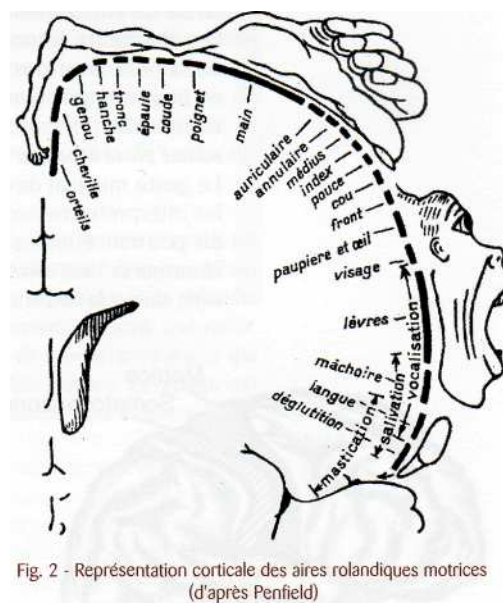 genou
hanche
tronc
épaule
coude
poignet
main
auriculaire
annulaire
médius
index
pouce
cou
front
paupière et œil
visage
lèvres
mâchoire
langue
déglutition
mastication
salivation
vocalisation
cheville
orteils
Fig. 2 - Représentation corticale des aires rolandiques motrices
(d'après Penfield)